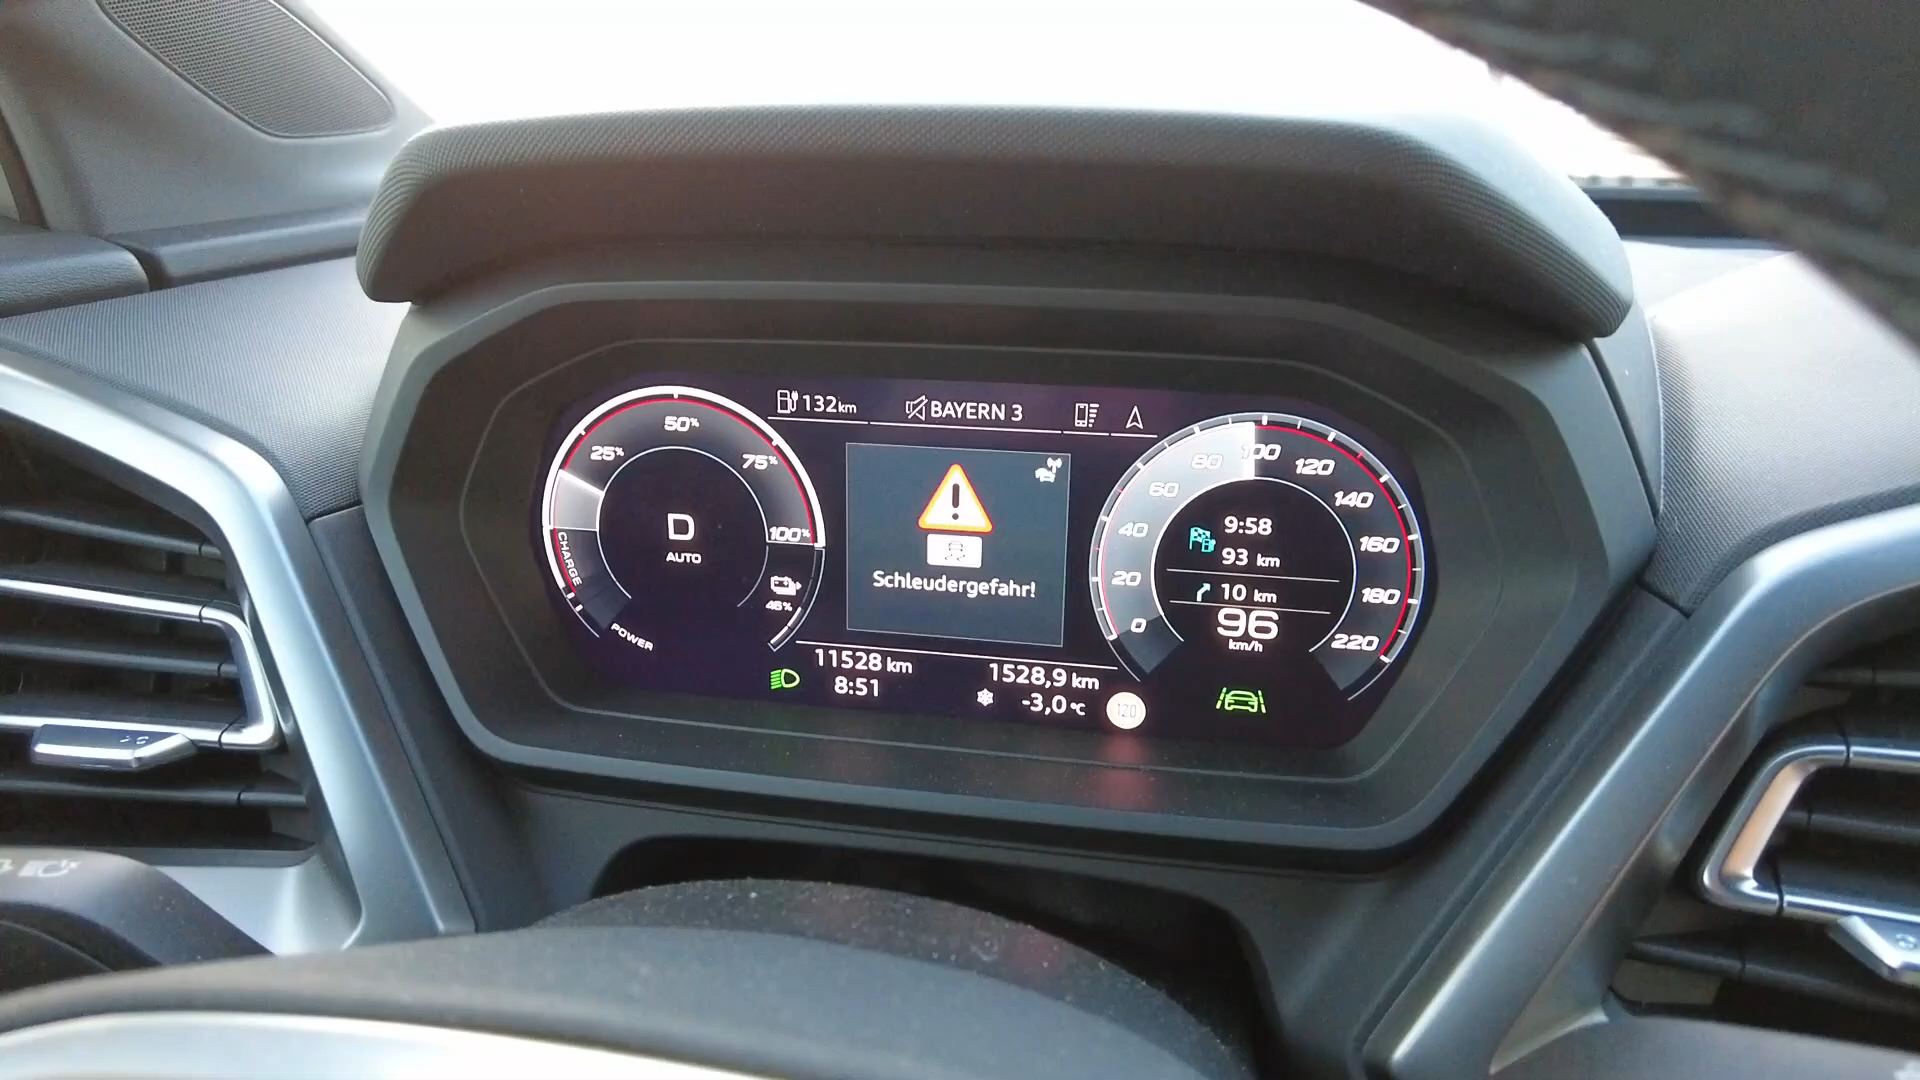 132 km
BAYERN 3
25%
50%
75%
100%
CHARGE
POWER
D
AUTO
46%
Schleudergefahr!
0
20
40
60
80
100
120
140
160
180
220
9:58
93 km
10 km
96
km/h
11528 km
8:51
1528,9 km
-3,0 °C
120